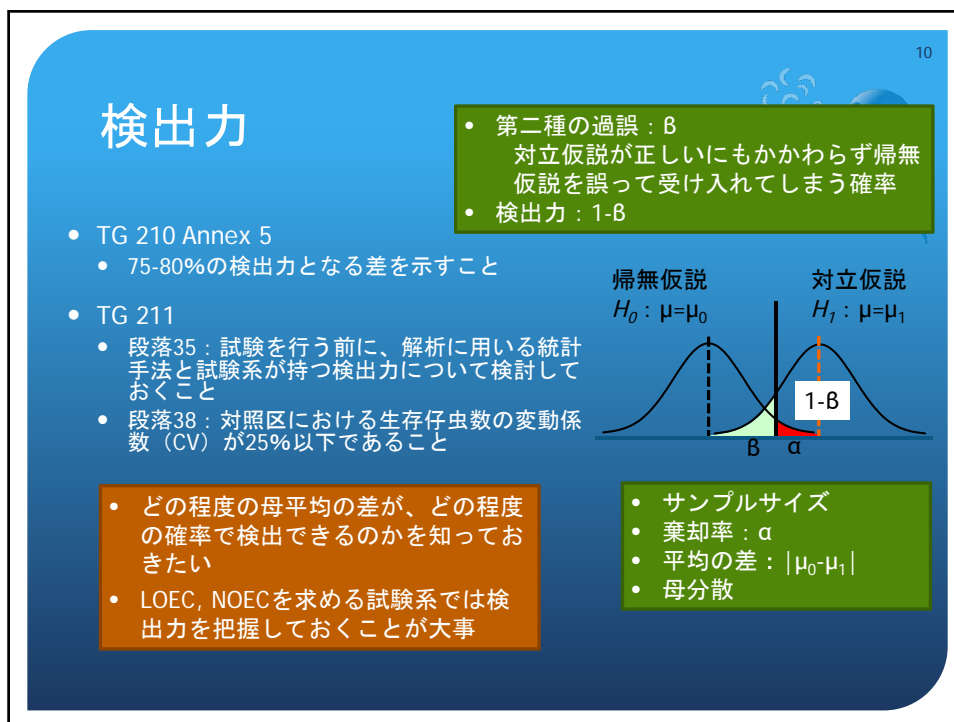 10
検出力
• 第二種の過誤：β
対立仮説が正しいにもかかわらず帰無
仮説を誤って受け入れてしまう確率
• 検出力：1-β
• TG 210 Annex 5
• 75-80%の検出力となる差を示すこと
• TG 211
• 段落35：試験を行う前に、解析に用いる統計
手法と試験系が持つ検出力について検討して
おくこと
• 段落38：対照区における生存仔虫数の変動係
数（CV）が25%以下であること
帰無仮説
H₀：μ=μ₀
対立仮説
H₁：μ=μ₁
1-β
β
α
• どの程度の母平均の差が、どの程度
の確率で検出できるのかを知ってお
きたい
• LOEC, NOECを求める試験系では検
出力を把握しておくことが大事
• サンプルサイズ
• 棄却率：α
• 平均の差：|μ₀-μ₁|
• 母分散